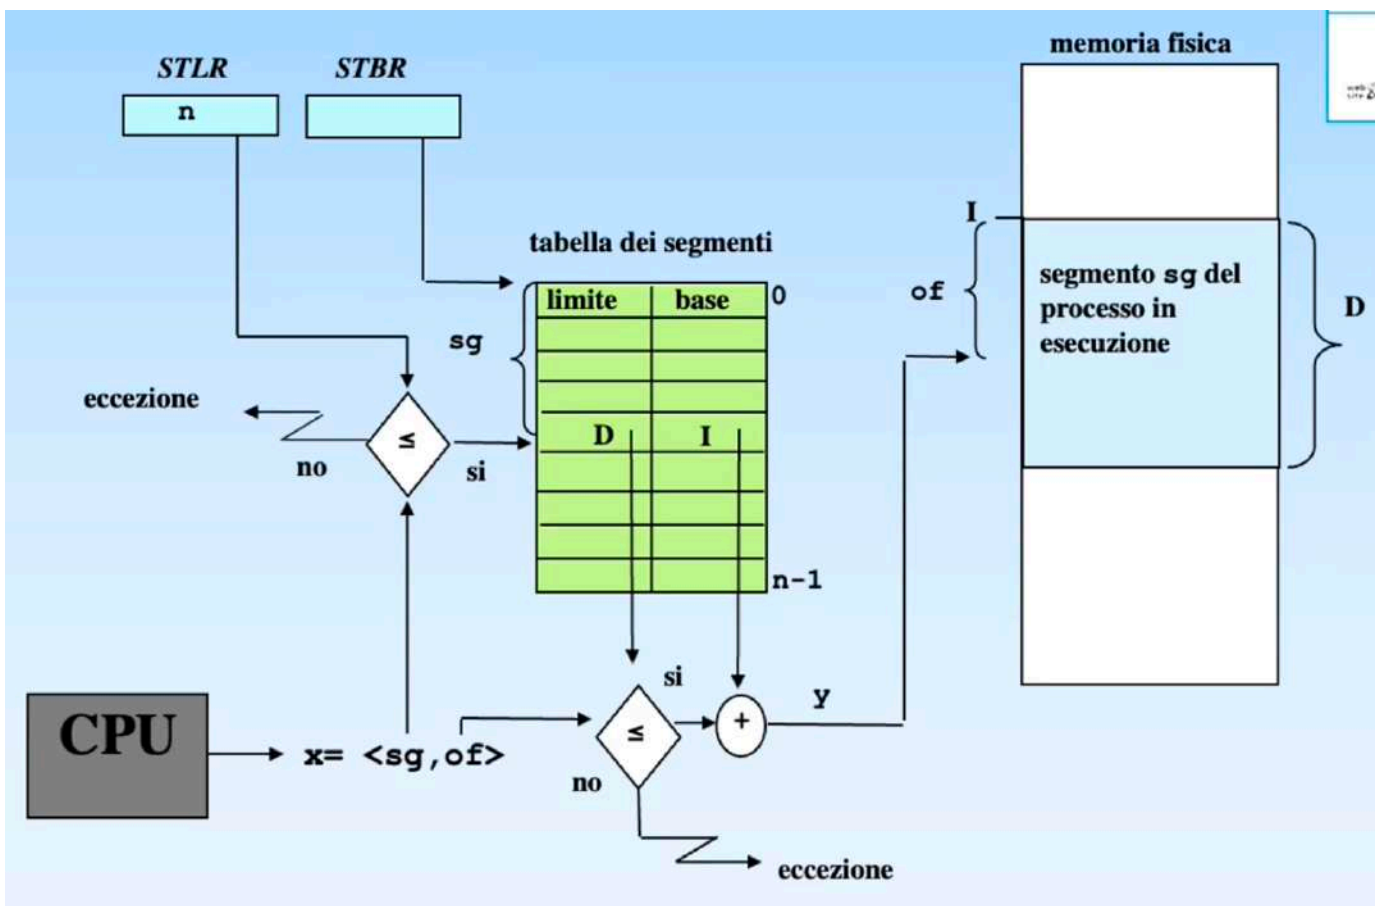 memoria fisica
STLR
STBR
n
I
tabella dei segmenti
limite
base
0
of
segmento sg del
processo in
esecuzione
D
sg
eccezione
≤
no
si
D
I
n-1
si
CPU
x= <sg,of>
≤
+
y
no
eccezione